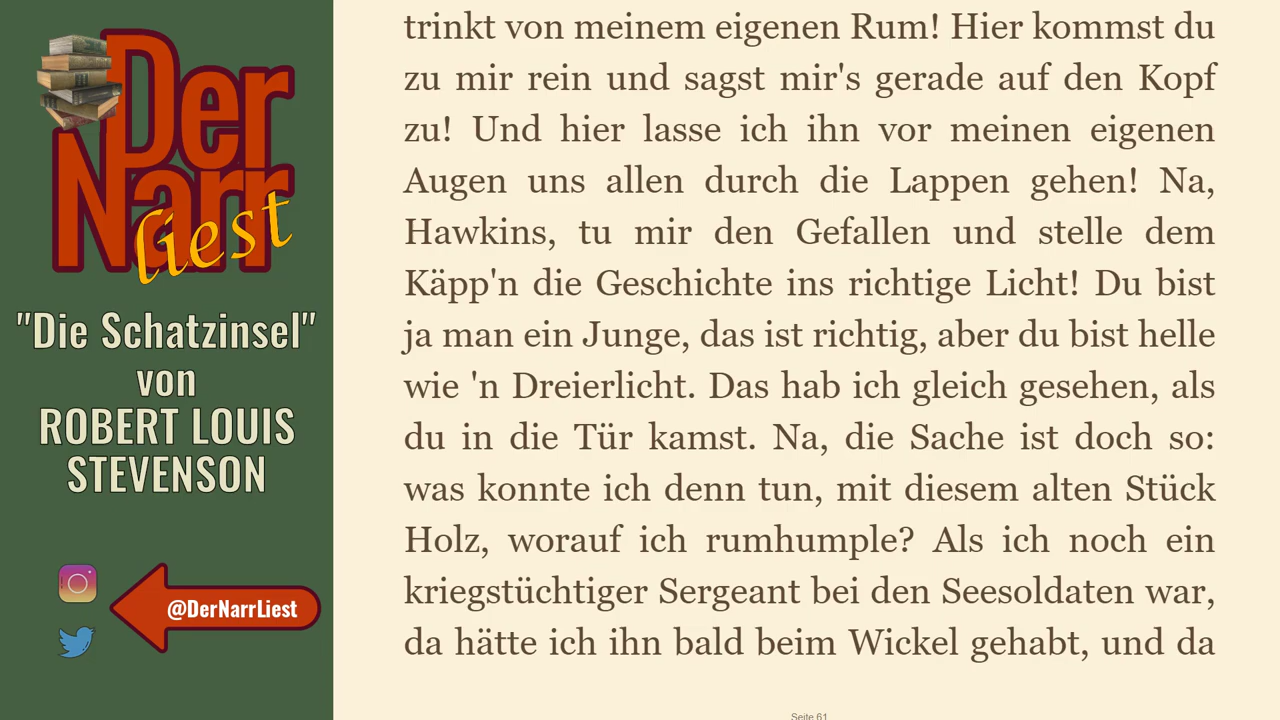 Der
Narr
liest
"Die Schatzinsel"
von
ROBERT LOUIS
STEVENSON
@DerNarrLiest
trinkt von meinem eigenen Rum! Hier kommst du
zu mir rein und sagst mir's gerade auf den Kopf
zu! Und hier lasse ich ihn vor meinen eigenen
Augen uns allen durch die Lappen gehen! Na,
Hawkins, tu mir den Gefallen und stelle dem
Käpp'n die Geschichte ins richtige Licht! Du bist
ja man ein Junge, das ist richtig, aber du bist helle
wie 'n Dreierlicht. Das hab ich gleich gesehen, als
du in die Tür kamst. Na, die Sache ist doch so:
was konnte ich denn tun, mit diesem alten Stück
Holz, worauf ich rumhumple? Als ich noch ein
kriegstüchtiger Sergeant bei den Seesoldaten war,
da hätte ich ihn bald beim Wickel gehabt, und da
Seite 61